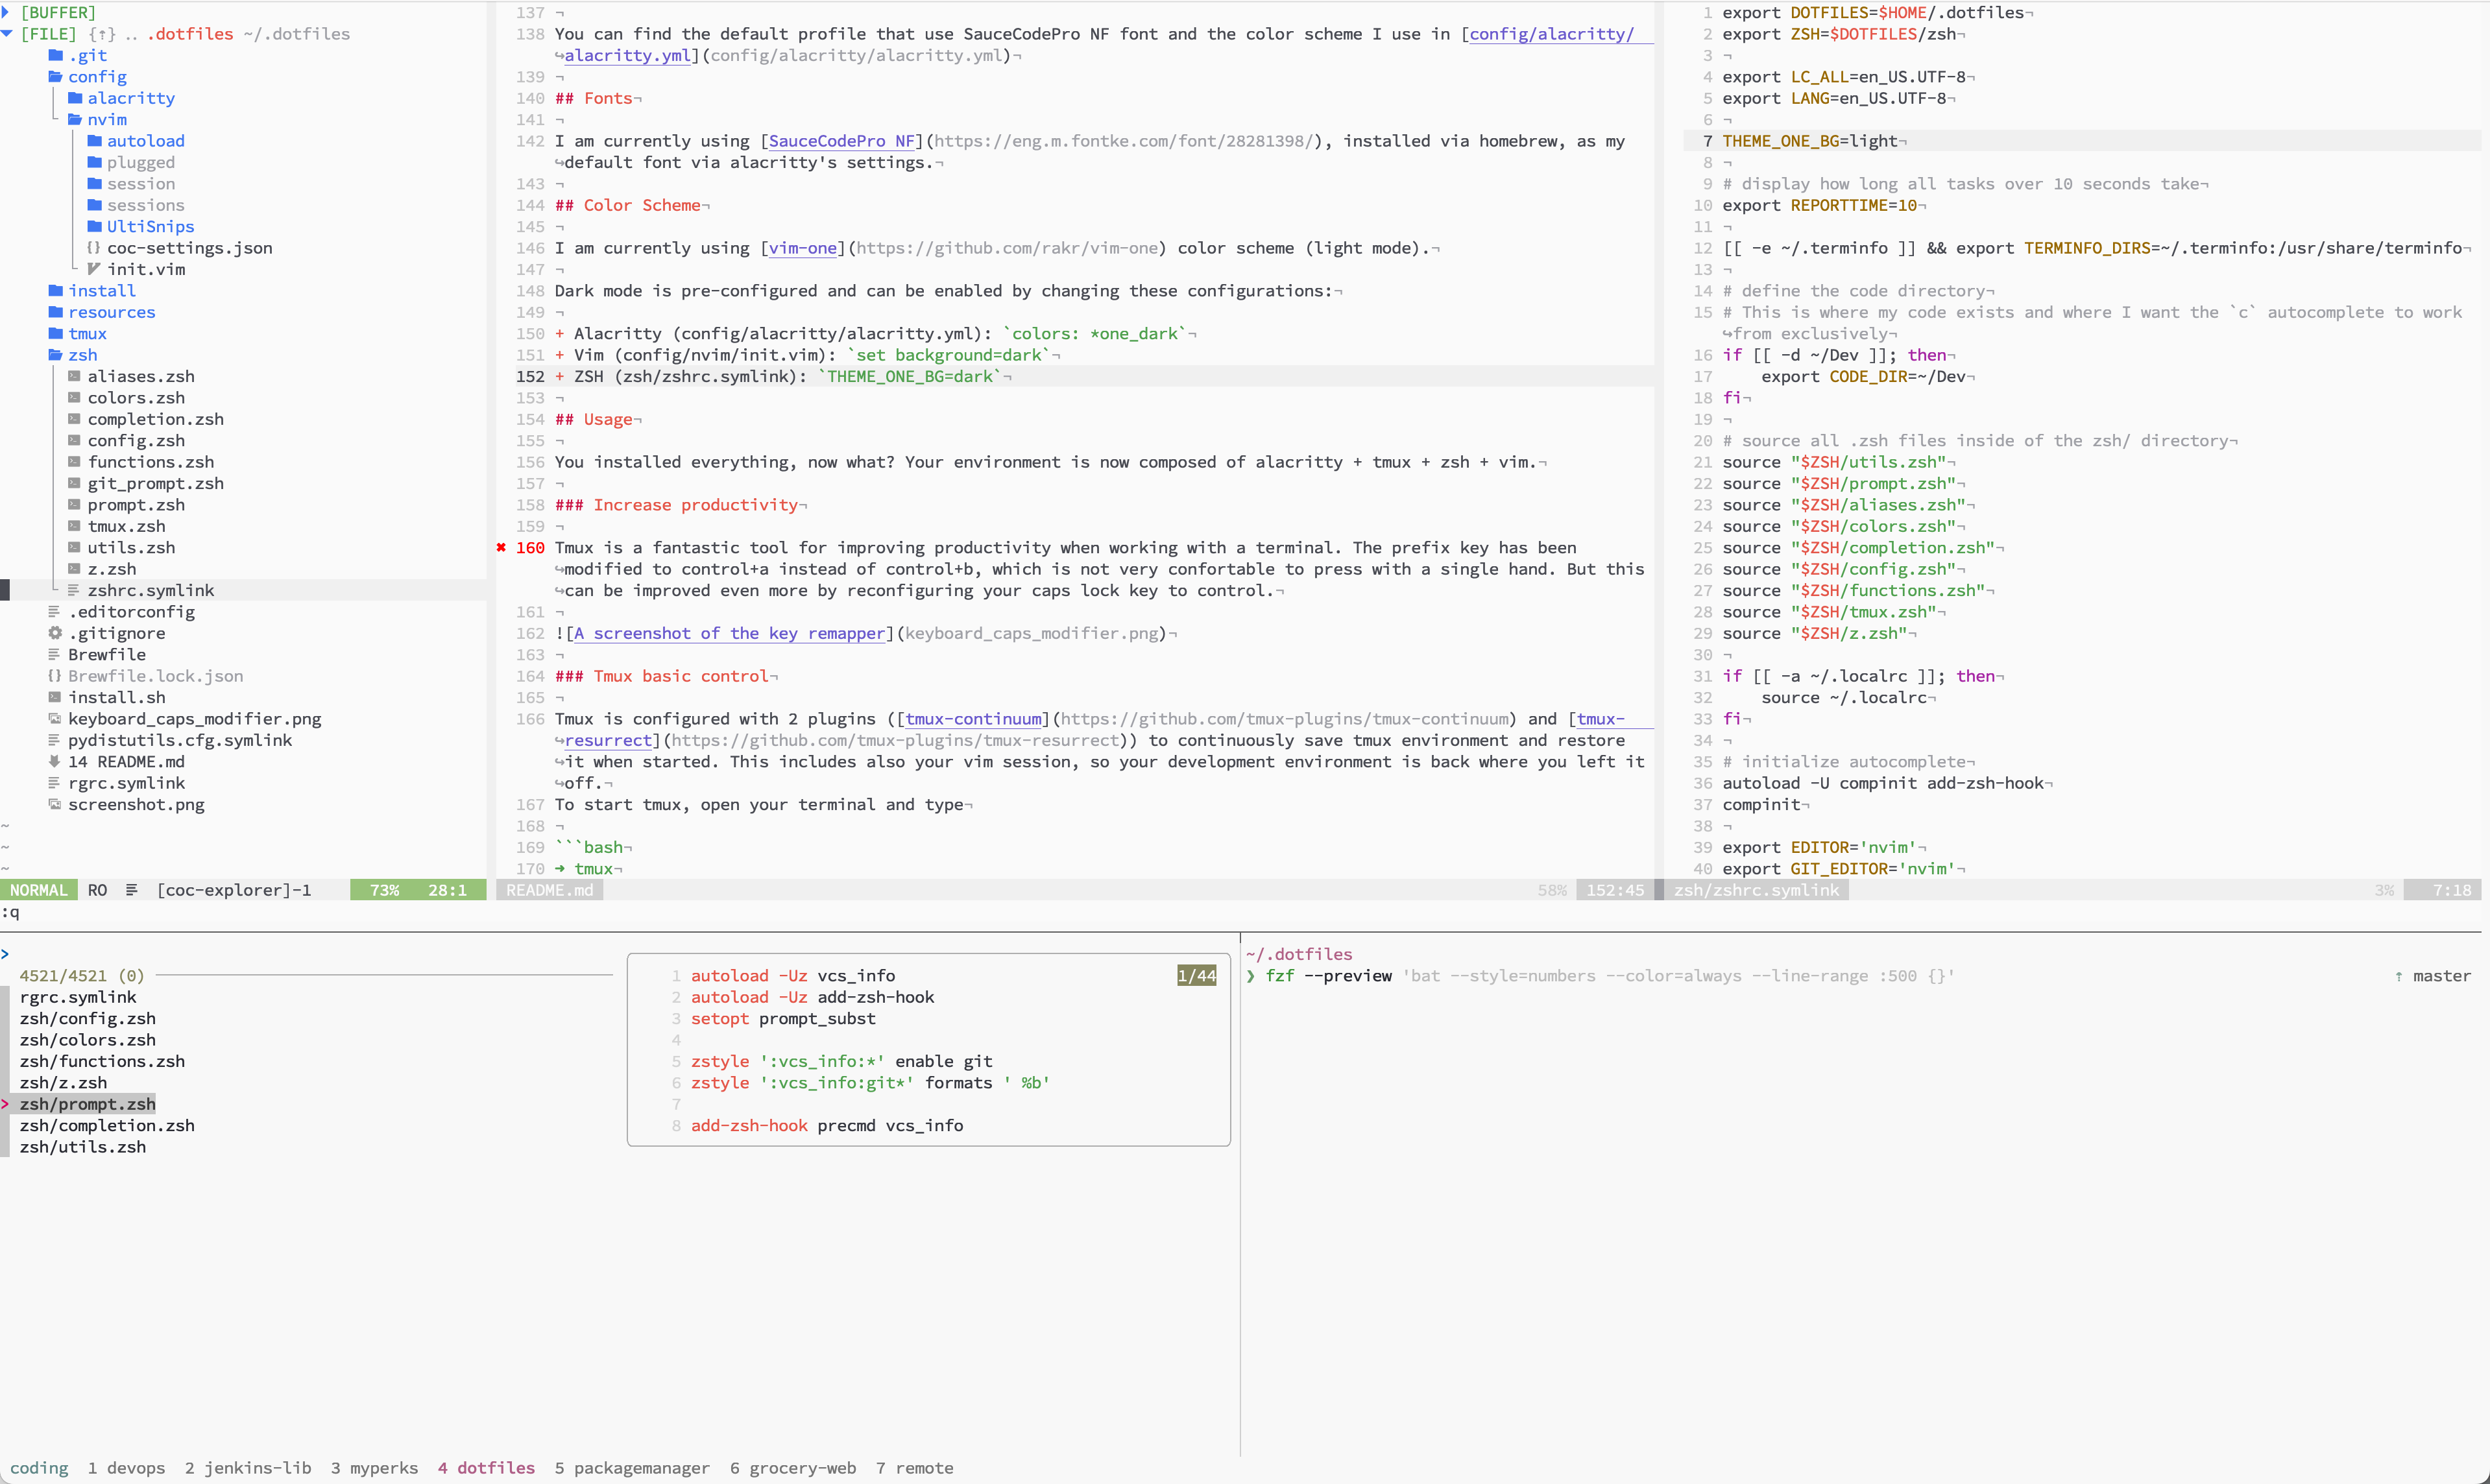 [BUFFER]
[FILE] {↑} .. .dotfiles ~/.dotfiles
.git
config
alacritty
nvim
autoload
plugged
session
sessions
UltiSnips
{} coc-settings.json
init.vim
install
resources
tmux
zsh
aliases.zsh
colors.zsh
completion.zsh
config.zsh
functions.zsh
git_prompt.zsh
prompt.zsh
tmux.zsh
utils.zsh
z.zsh
zshrc.symlink
.editorconfig
.gitignore
Brewfile
{} Brewfile.lock.json
install.sh
keyboard_caps_modifier.png
pydistutils.cfg.symlink
14 README.md
rgrc.symlink
screenshot.png
~
~
~
NORMAL RO [coc-explorer]-1 73% 28:1
137 ¬
138 You can find the default profile that use SauceCodePro NF font and the color scheme I use in [config/alacritty/
↪alacritty.yml](config/alacritty/alacritty.yml)¬
139 ¬
140 ## Fonts¬
141 ¬
142 I am currently using [SauceCodePro NF](https://eng.m.fontke.com/font/28281398/), installed via homebrew, as my
↪default font via alacritty's settings.¬
143 ¬
144 ## Color Scheme¬
145 ¬
146 I am currently using [vim-one](https://github.com/rakr/vim-one) color scheme (light mode).¬
147 ¬
148 Dark mode is pre-configured and can be enabled by changing these configurations:¬
149 ¬
150 + Alacritty (config/alacritty/alacritty.yml): `colors: *one_dark`¬
151 + Vim (config/nvim/init.vim): `set background=dark`¬
152 + ZSH (zsh/zshrc.symlink): `THEME_ONE_BG=dark`¬
153 ¬
154 ## Usage¬
155 ¬
156 You installed everything, now what? Your environment is now composed of alacritty + tmux + zsh + vim.¬
157 ¬
158 ### Increase productivity¬
159 ¬
✖ 160 Tmux is a fantastic tool for improving productivity when working with a terminal. The prefix key has been
↪modified to control+a instead of control+b, which is not very confortable to press with a single hand. But this
↪can be improved even more by reconfiguring your caps lock key to control.¬
161 ¬
162 ![A screenshot of the key remapper](keyboard_caps_modifier.png)¬
163 ¬
164 ### Tmux basic control¬
165 ¬
166 Tmux is configured with 2 plugins ([tmux-continuum](https://github.com/tmux-plugins/tmux-continuum) and [tmux-
↪resurrect](https://github.com/tmux-plugins/tmux-resurrect)) to continuously save tmux environment and restore
↪it when started. This includes also your vim session, so your development environment is back where you left it
↪off.¬
167 To start tmux, open your terminal and type¬
168 ¬
169 ```bash¬
170 ➜ tmux¬
README.md 58% 152:45
1 export DOTFILES=$HOME/.dotfiles¬
2 export ZSH=$DOTFILES/zsh¬
3 ¬
4 export LC_ALL=en_US.UTF-8¬
5 export LANG=en_US.UTF-8¬
6 ¬
7 THEME_ONE_BG=light¬
8 ¬
9 # display how long all tasks over 10 seconds take¬
10 export REPORTTIME=10¬
11 ¬
12 [[ -e ~/.terminfo ]] && export TERMINFO_DIRS=~/.terminfo:/usr/share/terminfo¬
13 ¬
14 # define the code directory¬
15 # This is where my code exists and where I want the `c` autocomplete to work
↪from exclusively¬
16 if [[ -d ~/Dev ]]; then¬
17 export CODE_DIR=~/Dev¬
18 fi¬
19 ¬
20 # source all .zsh files inside of the zsh/ directory¬
21 source "$ZSH/utils.zsh"¬
22 source "$ZSH/prompt.zsh"¬
23 source "$ZSH/aliases.zsh"¬
24 source "$ZSH/colors.zsh"¬
25 source "$ZSH/completion.zsh"¬
26 source "$ZSH/config.zsh"¬
27 source "$ZSH/functions.zsh"¬
28 source "$ZSH/tmux.zsh"¬
29 source "$ZSH/z.zsh"¬
30 ¬
31 if [[ -a ~/.localrc ]]; then¬
32 source ~/.localrc¬
33 fi¬
34 ¬
35 # initialize autocomplete¬
36 autoload -U compinit add-zsh-hook¬
37 compinit¬
38 ¬
39 export EDITOR='nvim'¬
40 export GIT_EDITOR='nvim'¬
zsh/zshrc.symlink 3% 7:18
:q
>
4521/4521 (0)
rgrc.symlink
zsh/config.zsh
zsh/colors.zsh
zsh/functions.zsh
zsh/z.zsh
> zsh/prompt.zsh
zsh/completion.zsh
zsh/utils.zsh
1 autoload -Uz vcs_info 1/44
2 autoload -Uz add-zsh-hook
3 setopt prompt_subst
4
5 zstyle ':vcs_info:*' enable git
6 zstyle ':vcs_info:git*' formats ' %b'
7
8 add-zsh-hook precmd vcs_info
~/.dotfiles
❯ fzf --preview 'bat --style=numbers --color=always --line-range :500 {}' ↑ master
coding 1 devops 2 jenkins-lib 3 myperks 4 dotfiles 5 packagemanager 6 grocery-web 7 remote